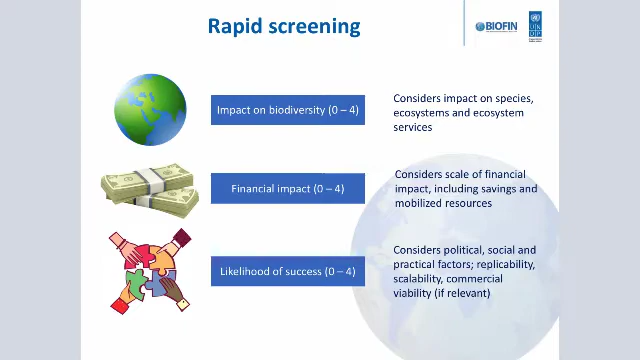 Rapid screening
BIOFIN
UN
DP
Impact on biodiversity (0 – 4)
Considers impact on species,
ecosystems and ecosystem
services
Financial impact (0 – 4)
Considers scale of financial
impact, including savings and
mobilized resources
Likelihood of success (0 – 4)
Considers political, social and
practical factors; replicability,
scalability, commercial
viability (if relevant)